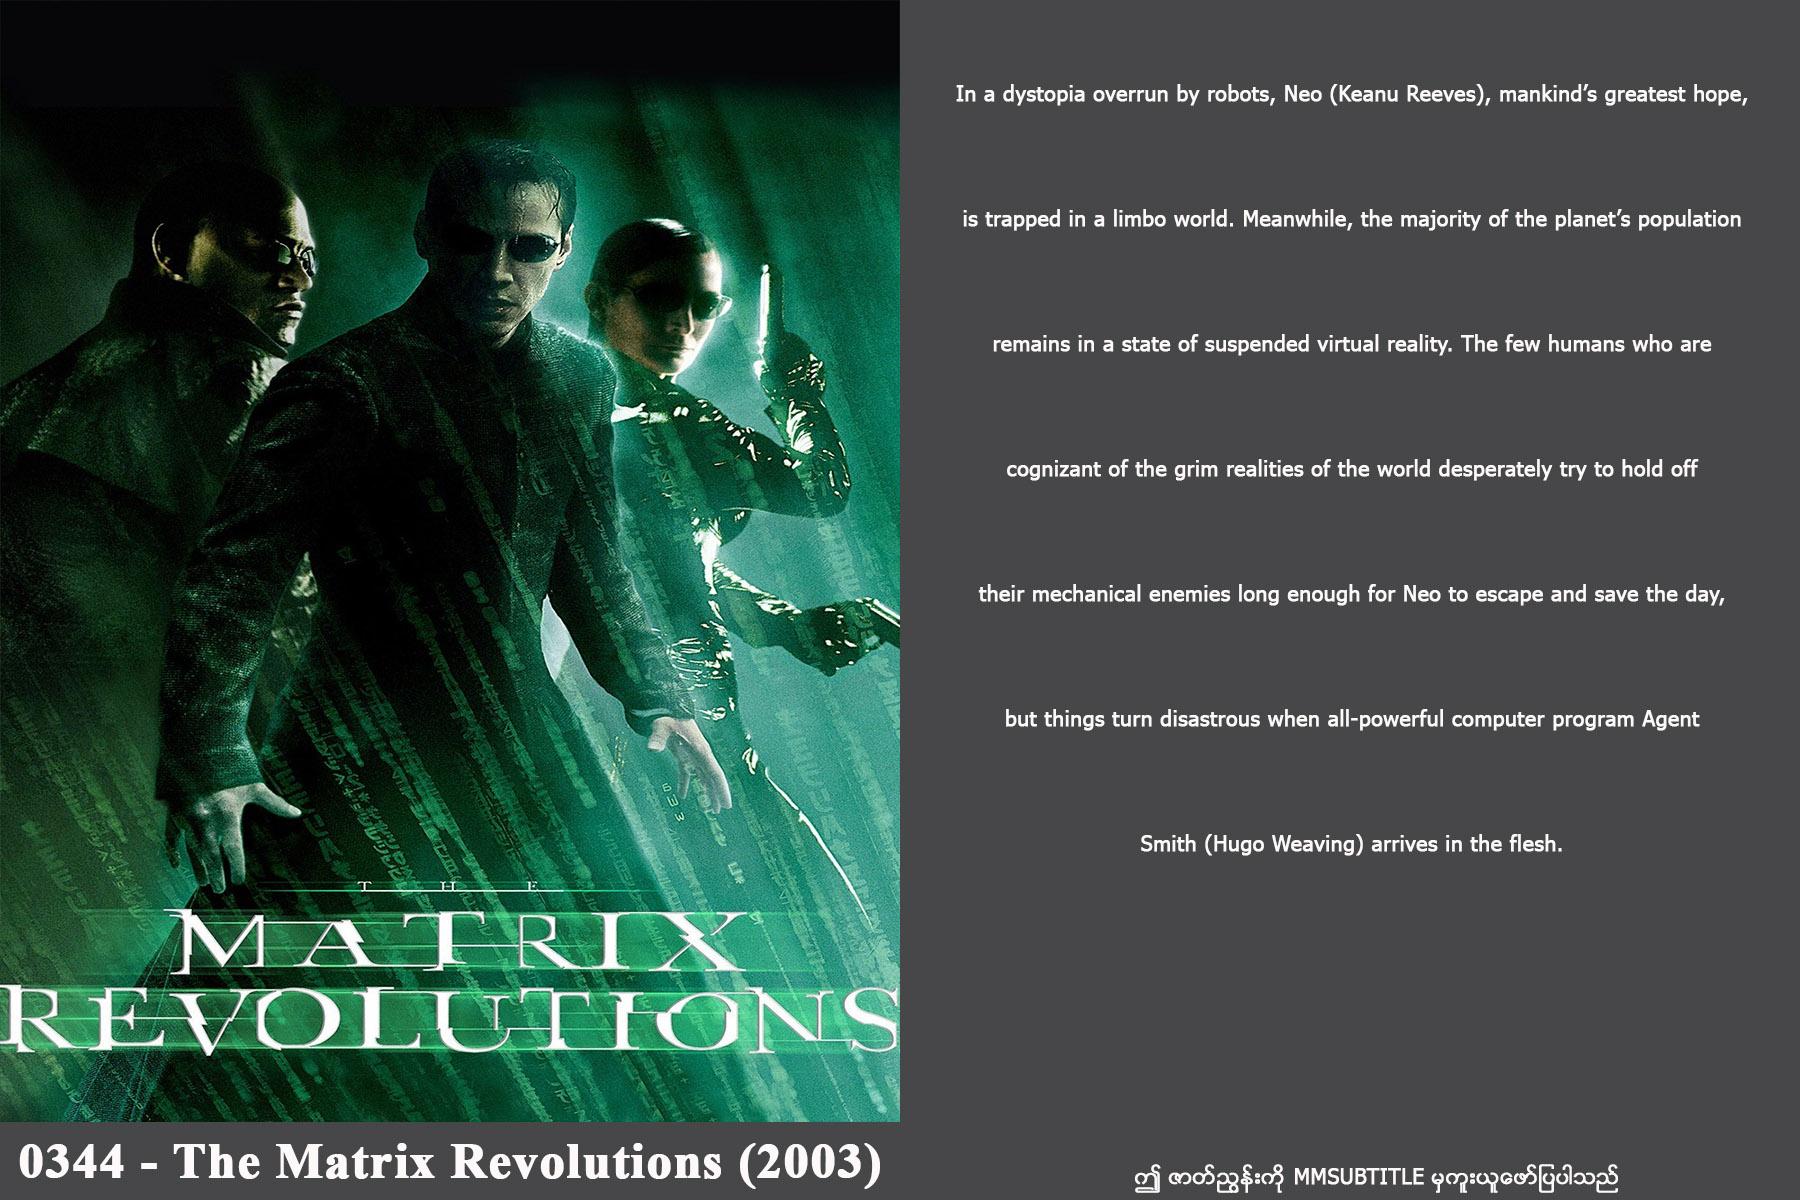 THE
MATRIX
REVOLUTIONS
0344 - The Matrix Revolutions (2003)
In a dystopia overrun by robots, Neo (Keanu Reeves), mankind’s greatest hope,
is trapped in a limbo world. Meanwhile, the majority of the planet’s population
remains in a state of suspended virtual reality. The few humans who are
cognizant of the grim realities of the world desperately try to hold off
their mechanical enemies long enough for Neo to escape and save the day,
but things turn disastrous when all-powerful computer program Agent
Smith (Hugo Weaving) arrives in the flesh.
ဤ ဇာတ်ညွှန်းကို MMSUBTITLE မှကူးယူဖော်ပြပါသည်